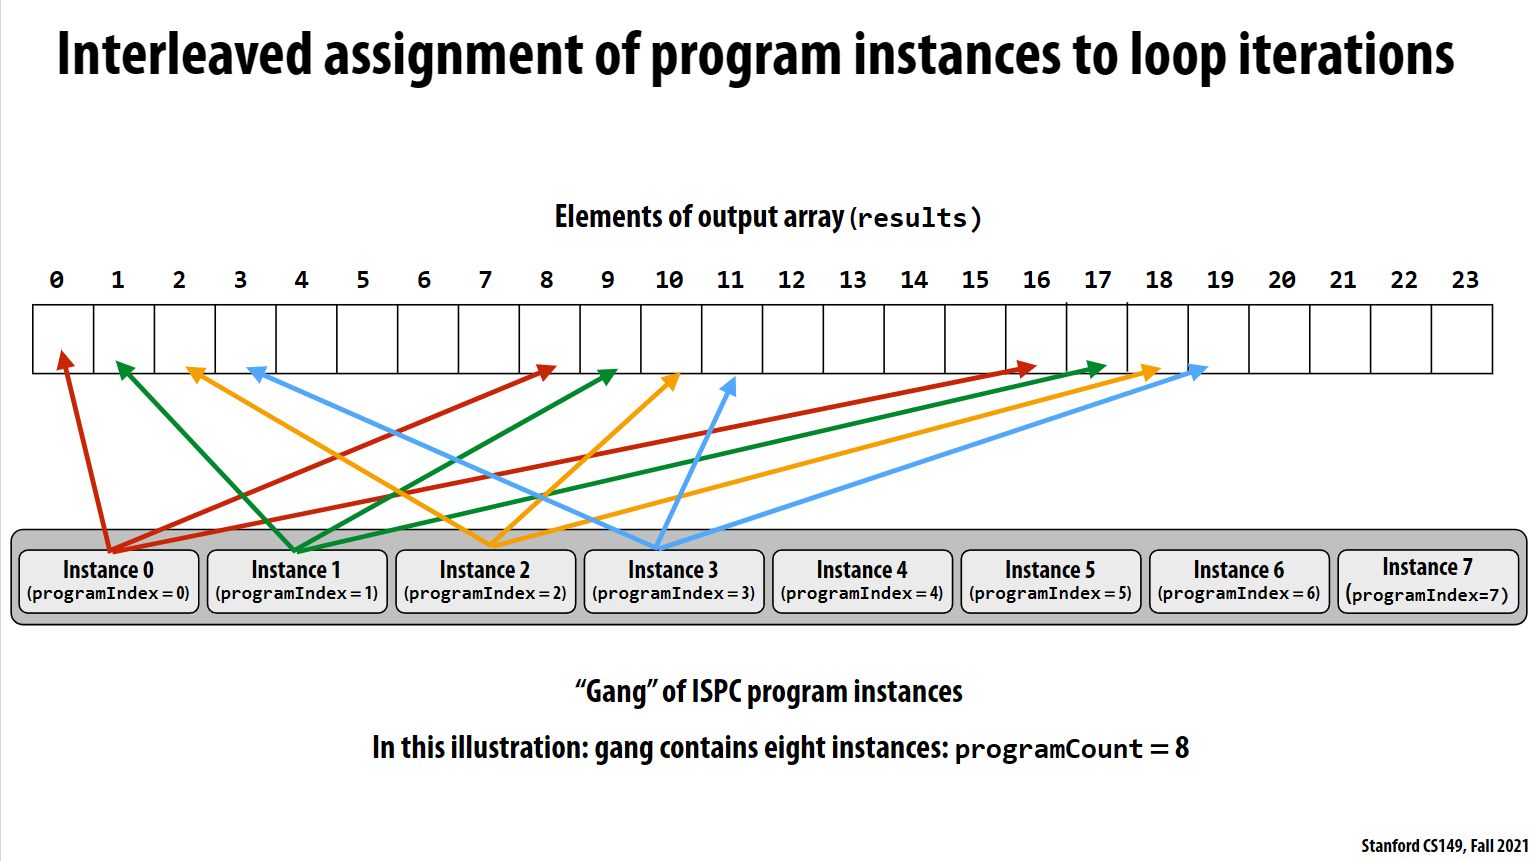 Interleaved assignment of program instances to loop iterations
Elements of output array (results)
0 1 2 3 4 5 6 7 8 9 10 11 12 13 14 15 16 17 18 19 20 21 22 23
Instance 0 Instance 1 Instance 2 Instance 3 Instance 4 Instance 5 Instance 6 Instance 7
(programIndex = 0) (programIndex = 1) (programIndex = 2) (programIndex = 3) (programIndex = 4) (programIndex = 5) (programIndex = 6) (programIndex=7)
“Gang” of ISPC program instances
In this illustration: gang contains eight instances: programCount = 8
Stanford CS149, Fall 2021